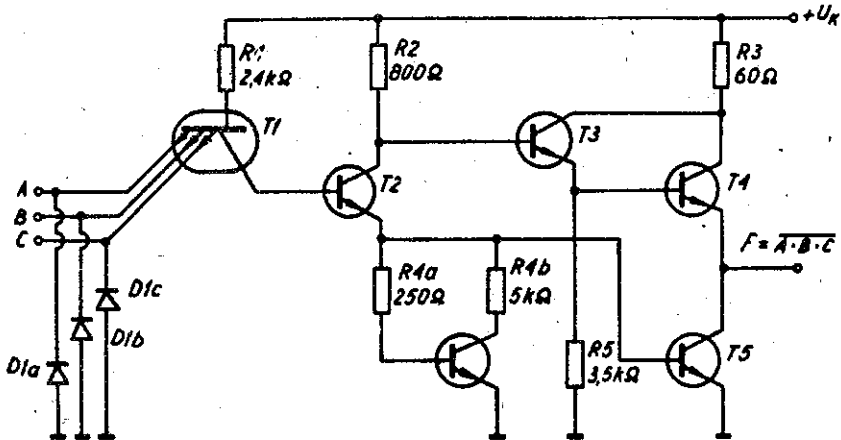 +U_K
R1
2,4kΩ
R2
800Ω
R3
60Ω
T1
T3
A
B
C
T2
T4
F = \overline{A·B·C}
D1c
D1b
D1a
R4a
250Ω
R4b
5kΩ
R5
3,5kΩ
T5